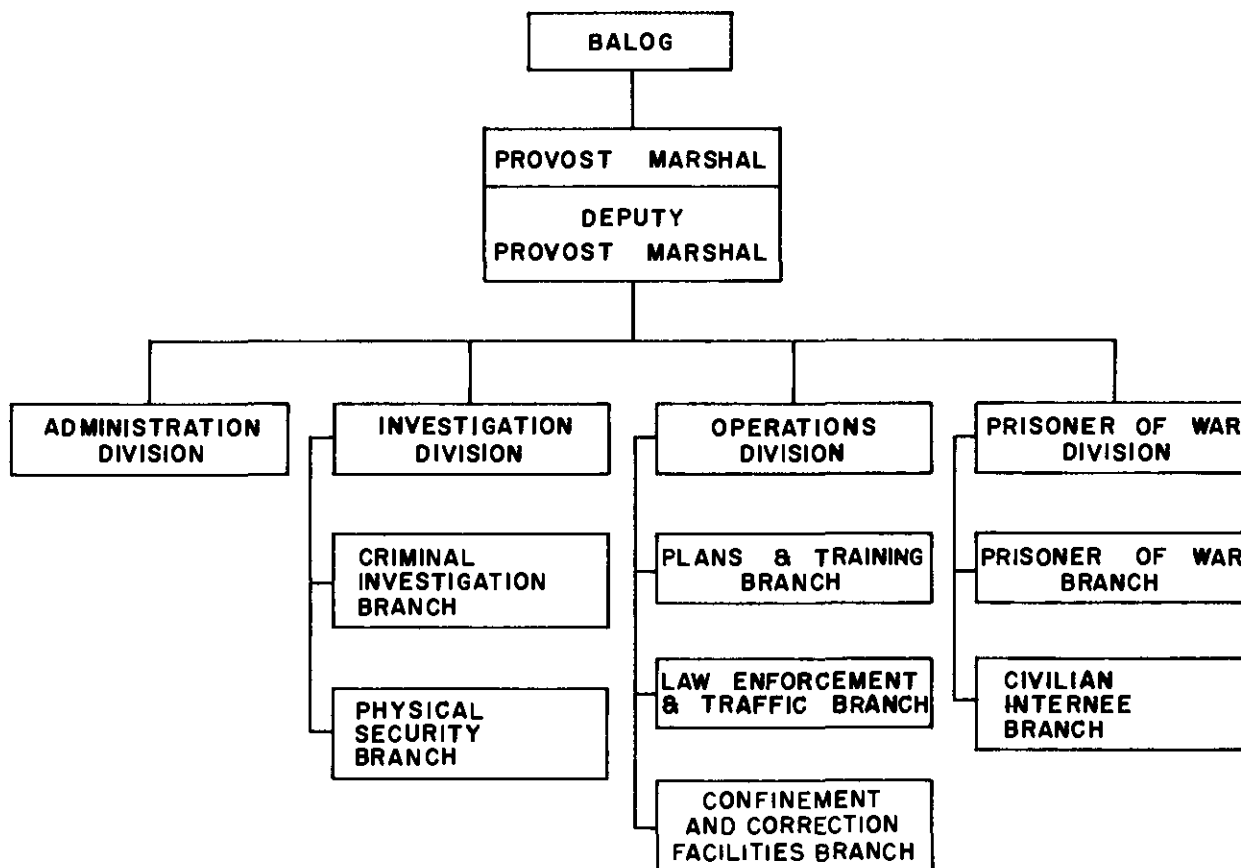 BALOG
PROVOST MARSHAL
DEPUTY
PROVOST MARSHAL
ADMINISTRATION
DIVISION
INVESTIGATION
DIVISION
OPERATIONS
DIVISION
PRISONER OF WAR
DIVISION
CRIMINAL
INVESTIGATION
BRANCH
PHYSICAL
SECURITY
BRANCH
PLANS & TRAINING
BRANCH
LAW ENFORCEMENT
& TRAFFIC BRANCH
CONFINEMENT
AND CORRECTION
FACILITIES BRANCH
PRISONER OF WAR
BRANCH
CIVILIAN
INTERNEE
BRANCH